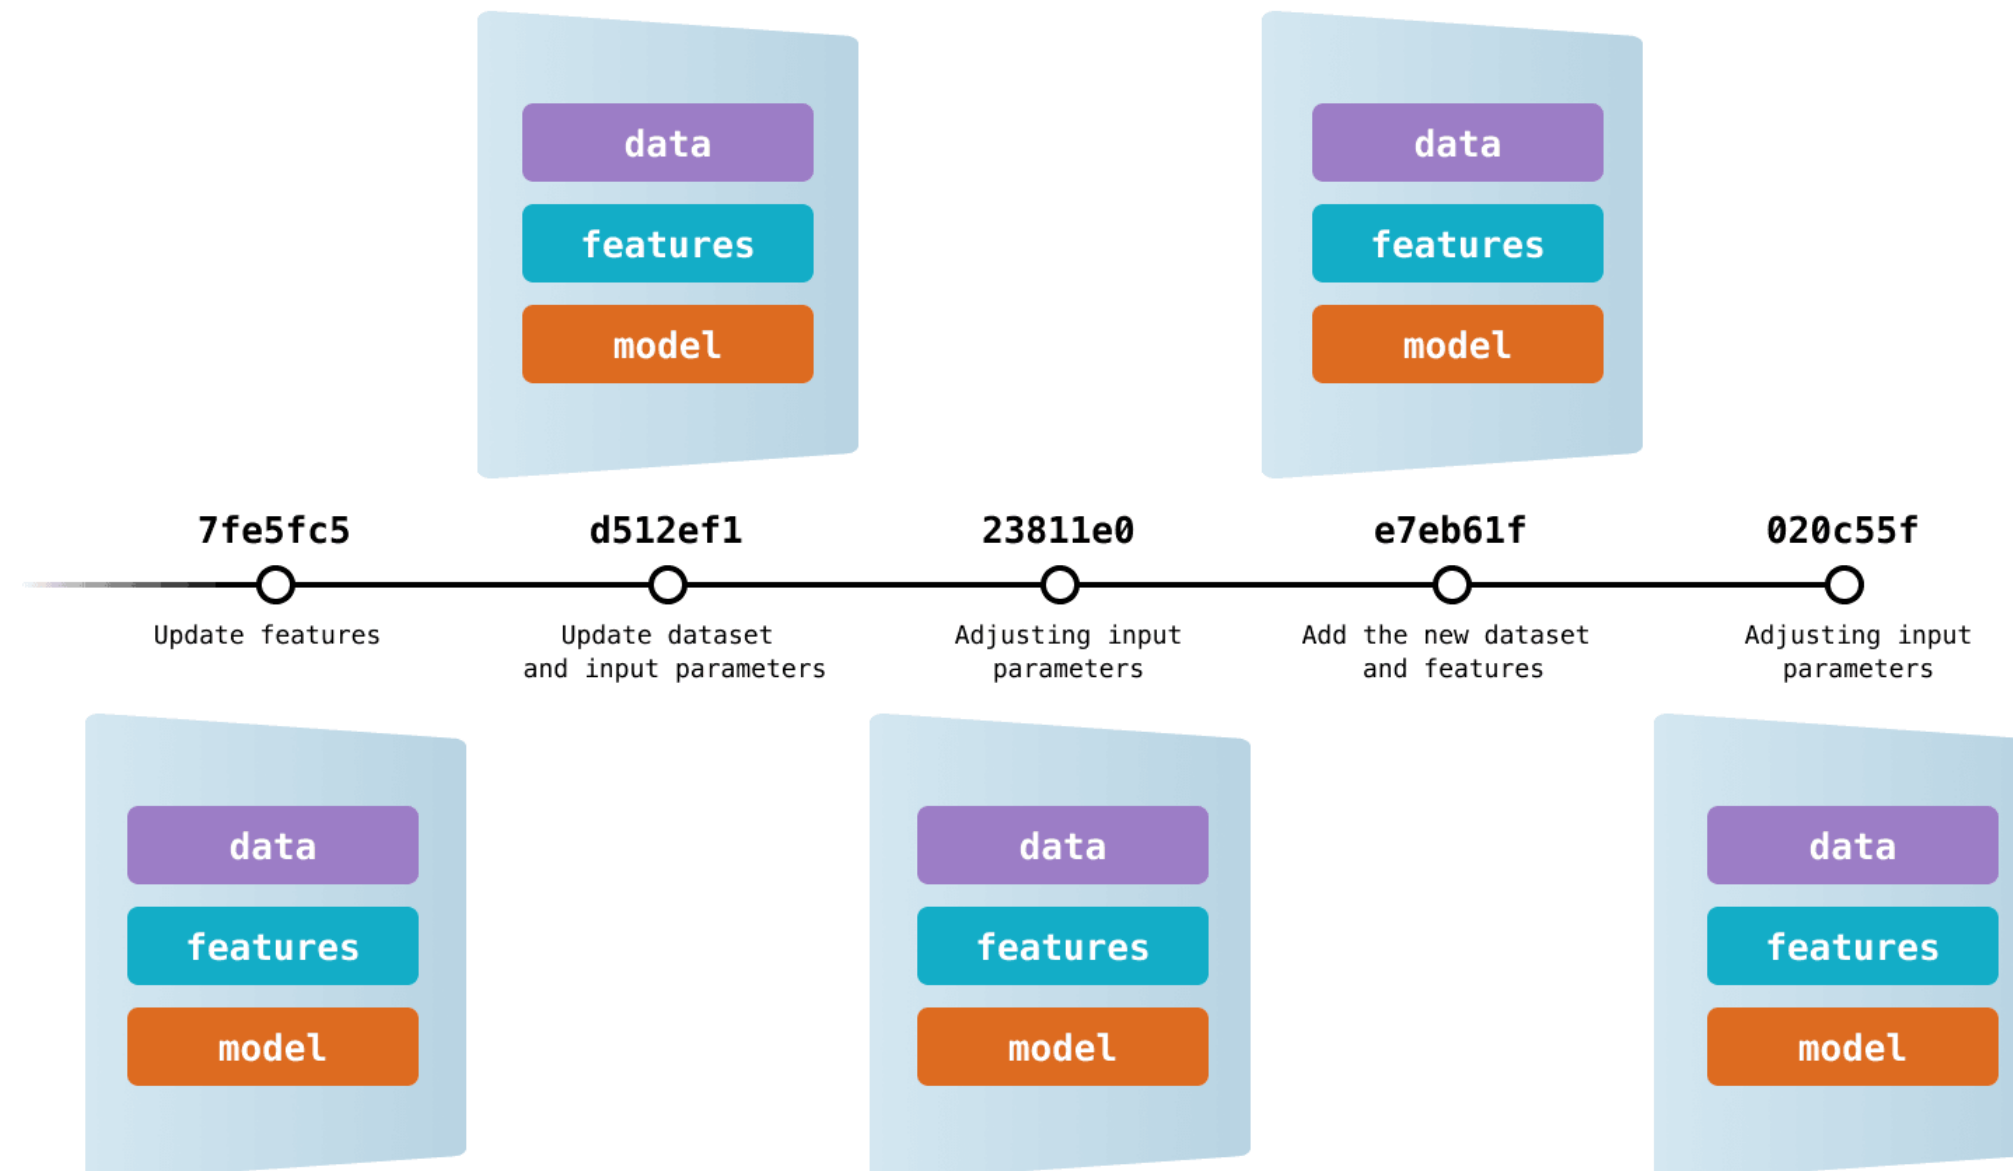 data
features
model
data
features
model
7fe5fc5
d512ef1
23811e0
e7eb61f
020c55f
Update features
Update dataset
and input parameters
Adjusting input
parameters
Add the new dataset
and features
Adjusting input
parameters
data
features
model
data
features
model
data
features
model